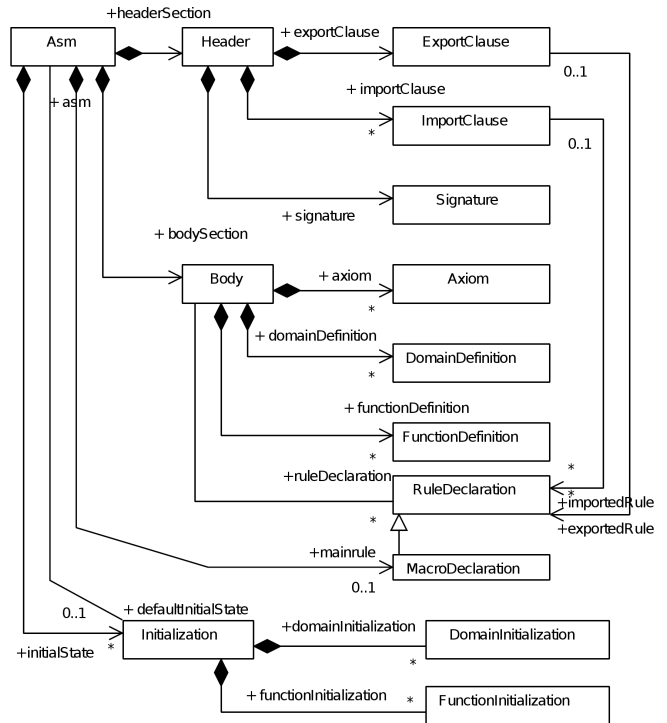 +headerSection
Asm
Header
+ exportClause
ExportClause
0..1
+ asm
+ importClause
*
ImportClause
0..1
Signature
+ signature
+ bodySection
Body
+ axiom
*
Axiom
+ domainDefinition
*
DomainDefinition
+ functionDefinition
*
FunctionDefinition
+ruleDeclaration
*
RuleDeclaration
*
*
+importedRule
+exportedRule
+mainrule
0..1
MacroDeclaration
0..1
+ defaultInitialState
+initialState
*
Initialization
+domainInitialization
*
DomainInitialization
+ functionInitialization
*
FunctionInitialization